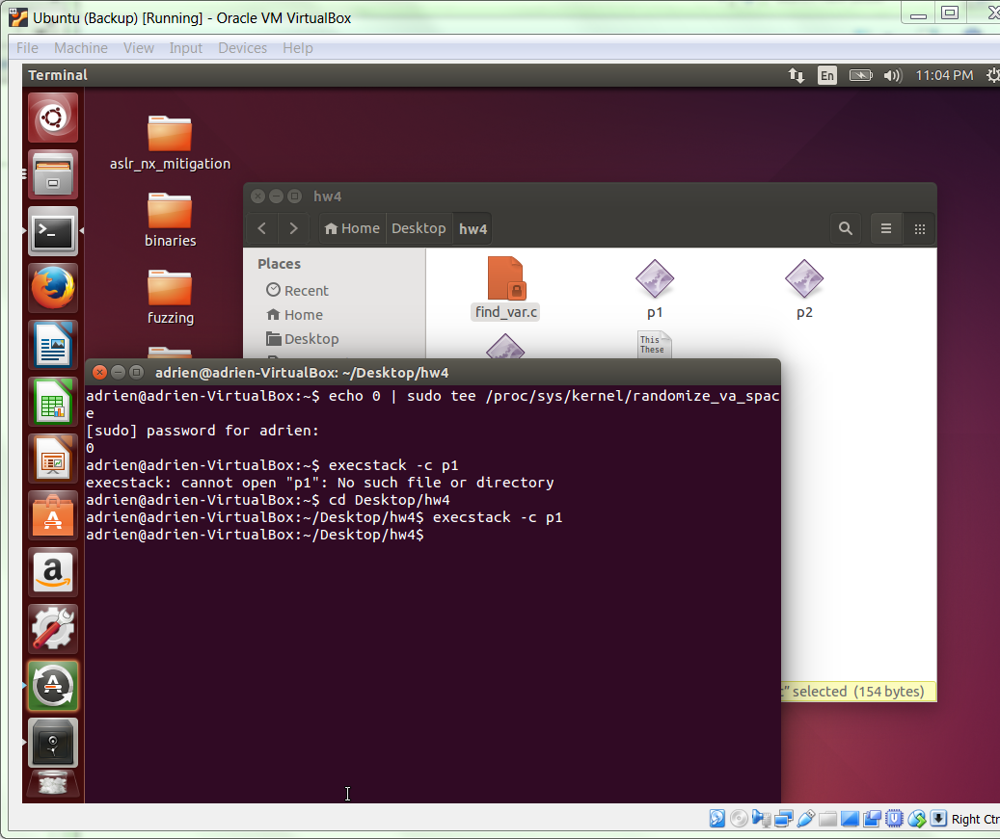 Ubuntu (Backup) [Running] - Oracle VM VirtualBox
File Machine View Input Devices Help
Terminal En 11:04 PM
aslr_nx_mitigation
binaries
fuzzing
hw4
Home Desktop hw4
Places
Recent
Home
Desktop
find_var.c p1 p2
This
These
adrien@adrien-VirtualBox: ~/Desktop/hw4
adrien@adrien-VirtualBox:~$ echo 0 | sudo tee /proc/sys/kernel/randomize_va_spac
e
[sudo] password for adrien:
0
adrien@adrien-VirtualBox:~$ execstack -c p1
execstack: cannot open "p1": No such file or directory
adrien@adrien-VirtualBox:~$ cd Desktop/hw4
adrien@adrien-VirtualBox:~/Desktop/hw4$ execstack -c p1
adrien@adrien-VirtualBox:~/Desktop/hw4$
" selected (154 bytes)
a
Right Ctr